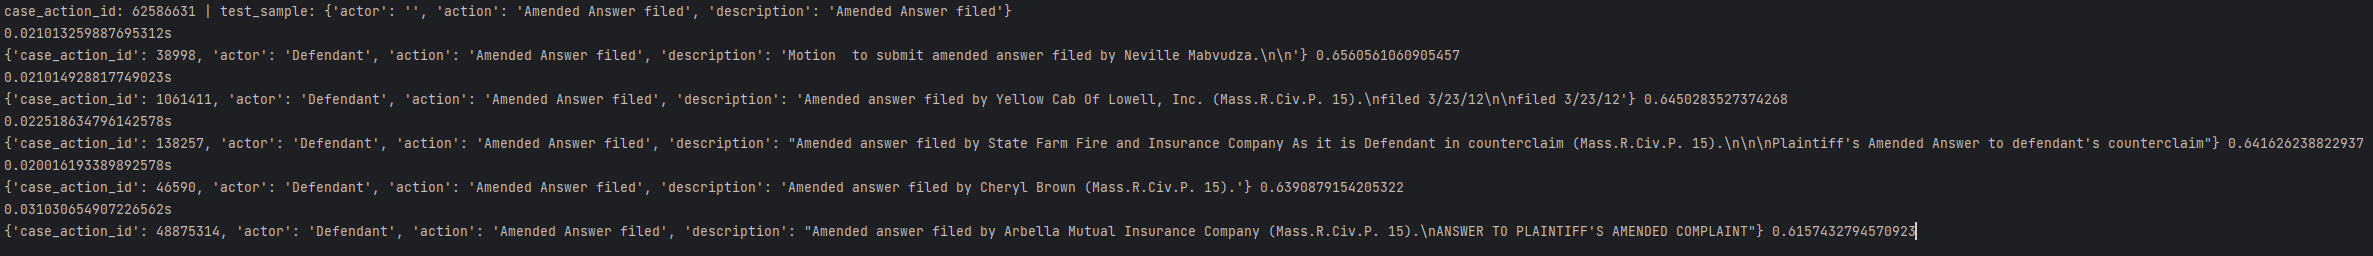 case_action_id: 62586631 | test_sample: {'actor': '', 'action': 'Amended Answer filed', 'description': 'Amended Answer filed'}
0.021013259887695312s
{'case_action_id': 38998, 'actor': 'Defendant', 'action': 'Amended Answer filed', 'description': 'Motion  to submit amended answer filed by Neville Mabvudza.\n\n'} 0.6560561060905457
0.021014928817749023s
{'case_action_id': 1061411, 'actor': 'Defendant', 'action': 'Amended Answer filed', 'description': 'Amended answer filed by Yellow Cab Of Lowell, Inc. (Mass.R.Civ.P. 15).\nfiled 3/23/12\n\nfiled 3/23/12'} 0.6450283527374268
0.022518634796142578s
{'case_action_id': 138257, 'actor': 'Defendant', 'action': 'Amended Answer filed', 'description': "Amended answer filed by State Farm Fire and Insurance Company As it is Defendant in counterclaim (Mass.R.Civ.P. 15).\n\n\nPlaintiff's Amended Answer to defendant's counterclaim"} 0.641626238822937
0.020016193389892578s
{'case_action_id': 46590, 'actor': 'Defendant', 'action': 'Amended Answer filed', 'description': 'Amended answer filed by Cheryl Brown (Mass.R.Civ.P. 15).'} 0.6390879154205322
0.031030654907226562s
{'case_action_id': 48875314, 'actor': 'Defendant', 'action': 'Amended Answer filed', 'description': "Amended answer filed by Arbella Mutual Insurance Company (Mass.R.Civ.P. 15).\nANSWER TO PLAINTIFF'S AMENDED COMPLAINT"} 0.6157432794570923